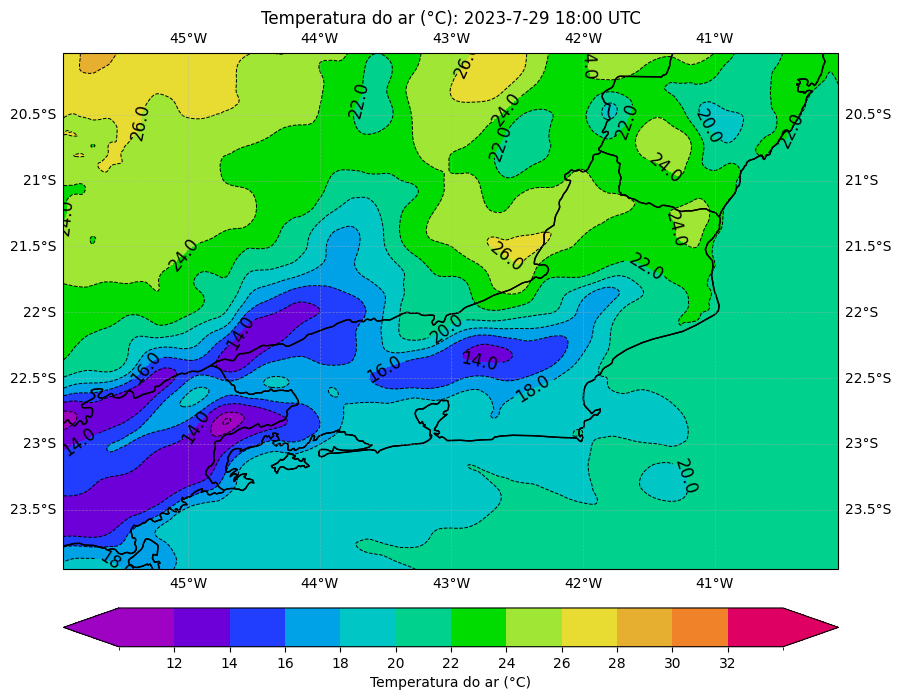 Temperatura do ar (°C): 2023-7-29 18:00 UTC
45°W 44°W 43°W 42°W 41°W
26.0 4.0
20.5°S 26.0 22.0 24.0 22.0 22.0 20.0 22.0 20.5°S
21°S 24.0 21°S
24.0 24.0
21.5°S 24.0 26.0 22.0 21.5°S
22°S 14.0 20.0 22°S
22.5°S 16.0 16.0 14.0 18.0 22.5°S
23°S 14.0 14.0 23°S
23.5°S 20.0 23.5°S
18
45°W 44°W 43°W 42°W 41°W
12 14 16 18 20 22 24 26 28 30 32
Temperatura do ar (°C)